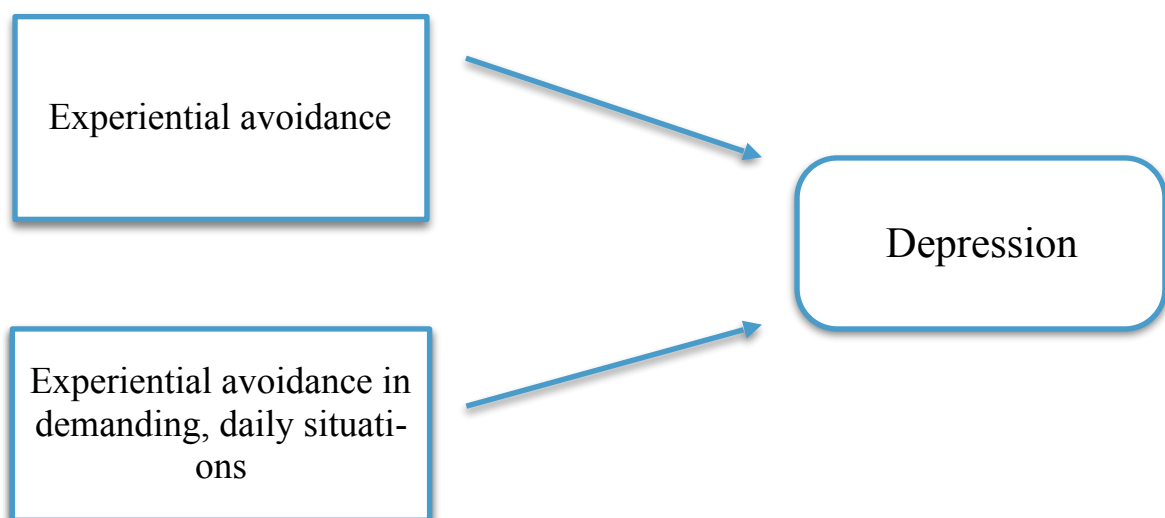 Experiential avoidance
Depression
Experiential avoidance in
demanding, daily situati-
ons